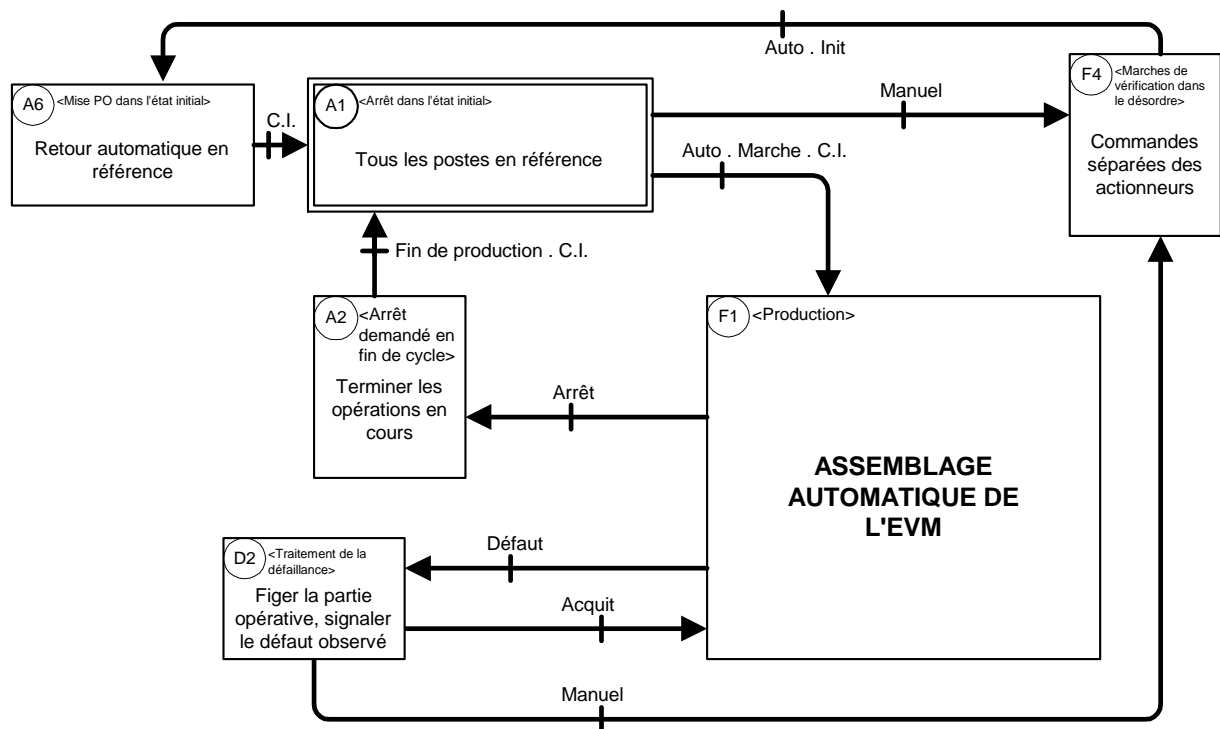 Auto . Init
A6
<Mise PO dans l'état initial>
Retour automatique en
référence
C.I.
A1
<Arrêt dans l'état initial>
Tous les postes en référence
Manuel
Auto . Marche . C.I.
F4
<Marches de
vérification dans
le désordre>
Commandes
séparées des
actionneurs
Fin de production . C.I.
A2
<Arrêt
demandé en
fin de cycle>
Terminer les
opérations en
cours
Arrêt
F1
<Production>
ASSEMBLAGE
AUTOMATIQUE DE
L'EVM
D2
<Traitement de la
défaillance>
Figer la partie
opérative, signaler
le défaut observé
Défaut
Acquit
Manuel